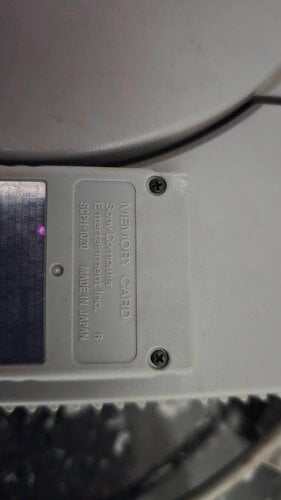 MEMORY CARD
Sony Computer
Entertainment Inc. R
SCPH-1020 MADE IN JAPAN